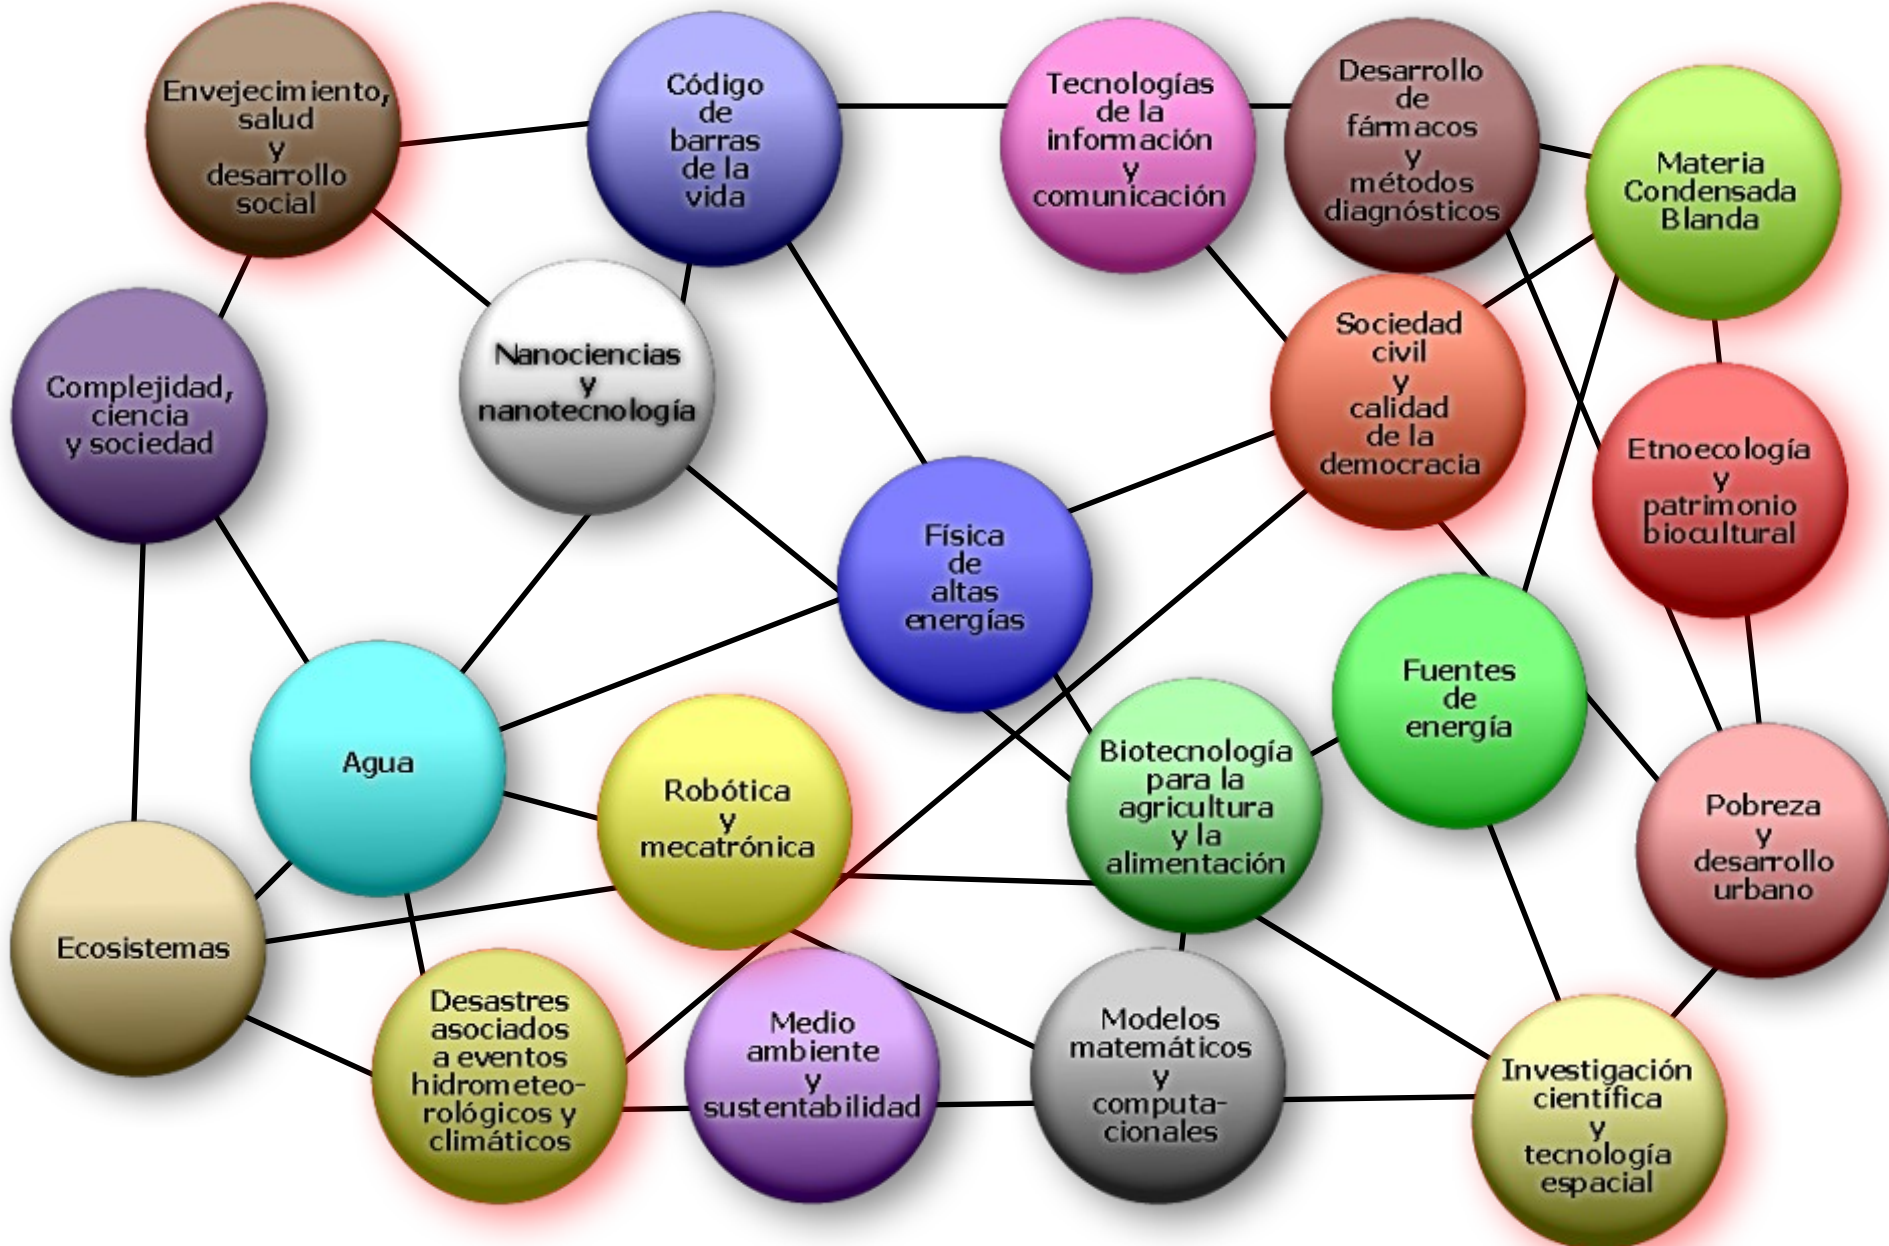 Envejecimiento,
salud
y
desarrollo
social
Código
de
barras
de la
vida
Tecnologías
de la
información
y
comunicación
Desarrollo
de
fármacos
y
métodos
diagnósticos
Materia
Condensada
Blanda
Complejidad,
ciencia
y sociedad
Nanociencias
y
nanotecnología
Sociedad
civil
y
calidad
de la
democracia
Etnoecología
y
patrimonio
biocultural
Física
de
altas
energías
Fuentes
de
energía
Agua
Robótica
y
mecatrónica
Biotecnología
para la
agricultura
y la
alimentación
Pobreza
y
desarrollo
urbano
Ecosistemas
Desastres
asociados
a eventos
hidrometeo-
rológicos y
climáticos
Medio
ambiente
y
sustentabilidad
Modelos
matemáticos
y
computa-
cionales
Investigación
científica
y
tecnología
espacial